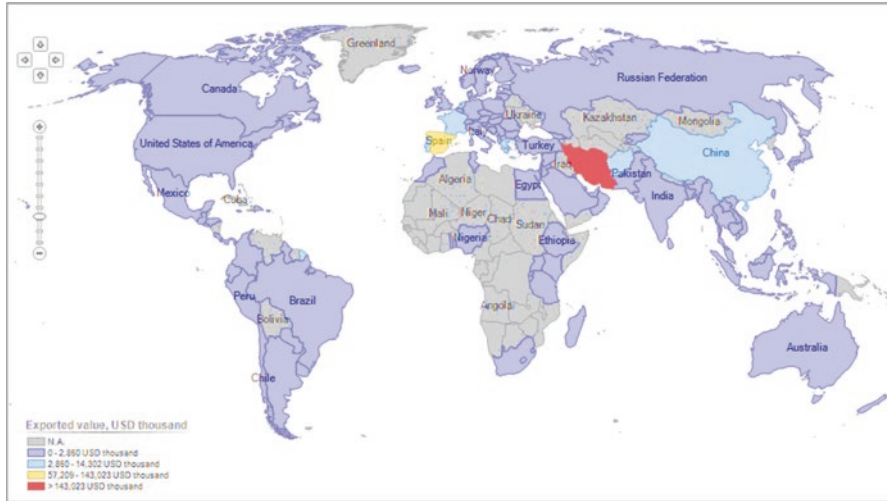 Greenland
Norway
Canada
Russian Federation
Ukraine
Kazakhstan
Mongolia
United States of America
Italy
Spain
Turkey
China
Iraq
Pakistan
Mexico
Algeria
Egypt
India
Cuba
Mali
Niger
Chad
Sudan
Nigeria
Ethiopia
Peru
Brazil
Angola
Bolivia
Australia
Chile
Exported value, USD thousand
N.A.
0 - 2,860 USD thousand
2,860 - 14,302 USD thousand
57,209 - 143,023 USD thousand
> 143,023 USD thousand